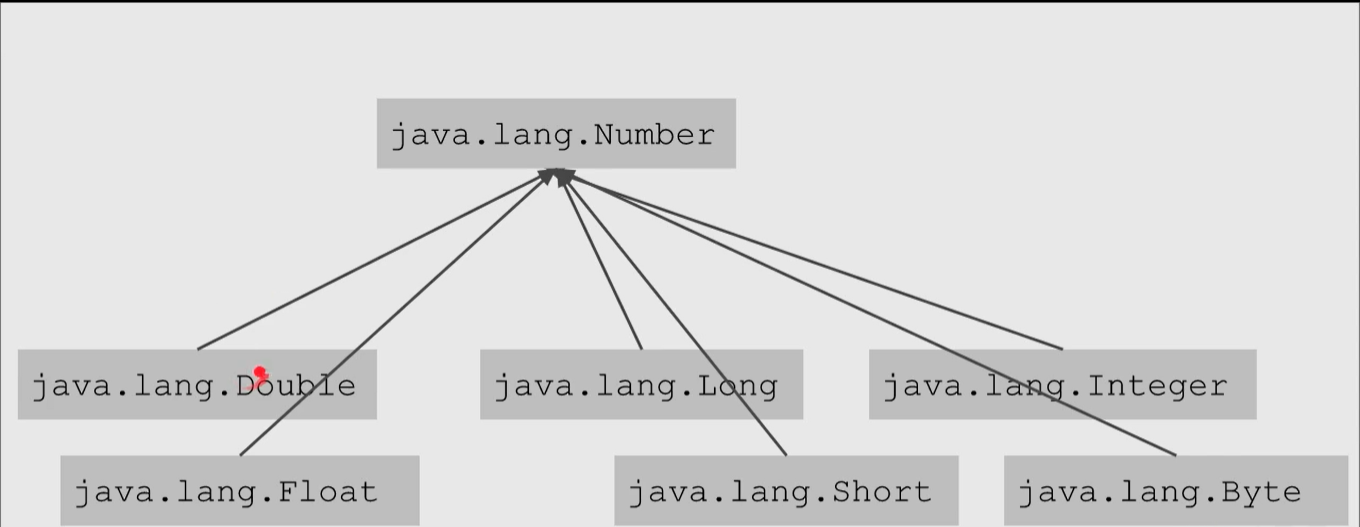 java.lang.Number
java.lang.Double
java.lang.Long
java.lang.Integer
java.lang.Float
java.lang.Short
java.lang.Byte